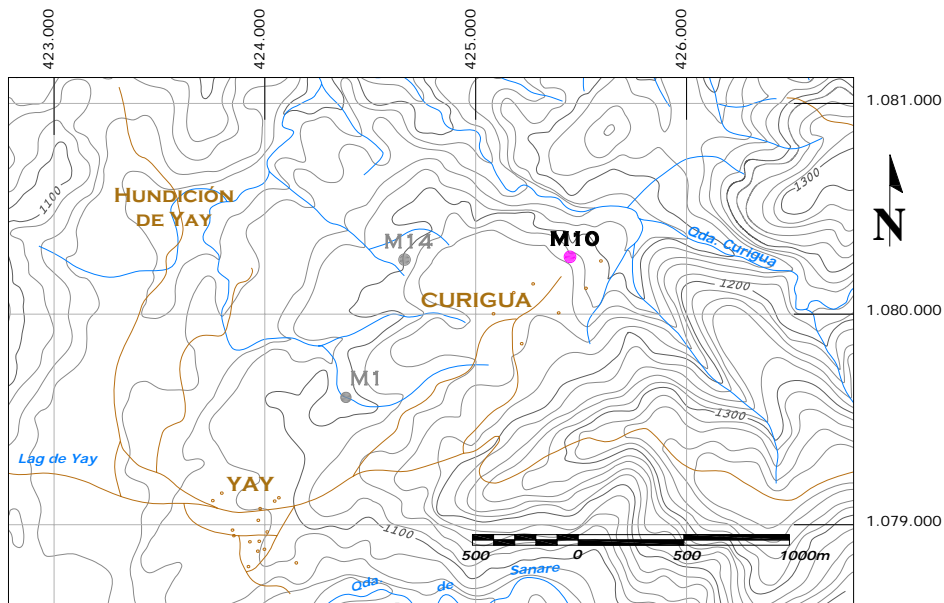 423.000
424.000
425.000
426.000
1.081.000
1100
HUNDICIÓN
DE YAY
1300
M14
M10
Qda. Curigua
N
CURIGUA
1200
1.080.000
M1
1300
Lag de Yay
YAY
1100
1.079.000
500 0 500 1000m
Qda. de Sanare